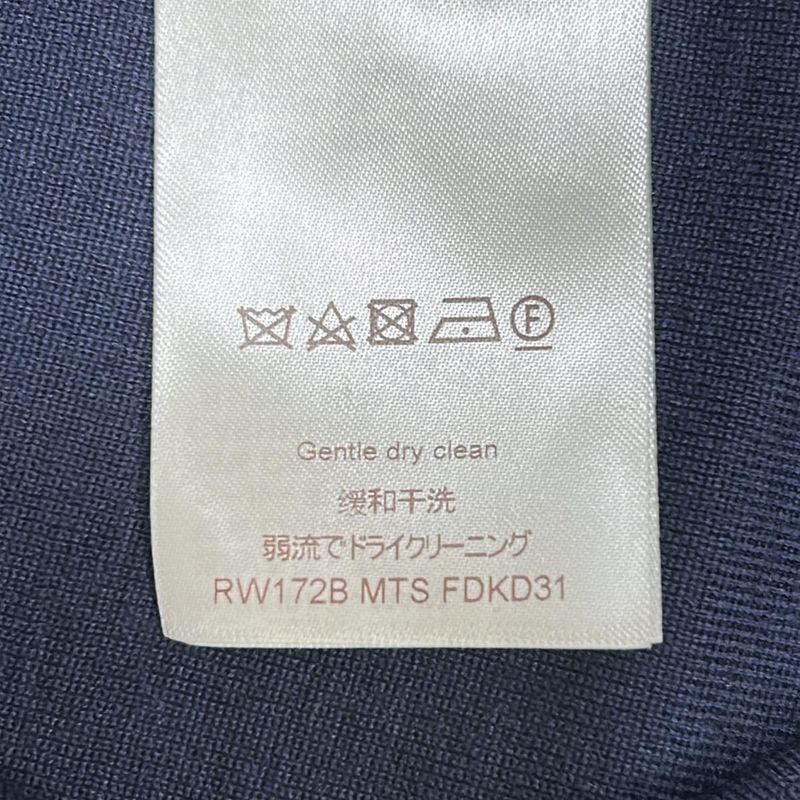 F
Gentle dry clean
缓和干洗
弱流でドライクリーニング
RW172B MTS FDKD31